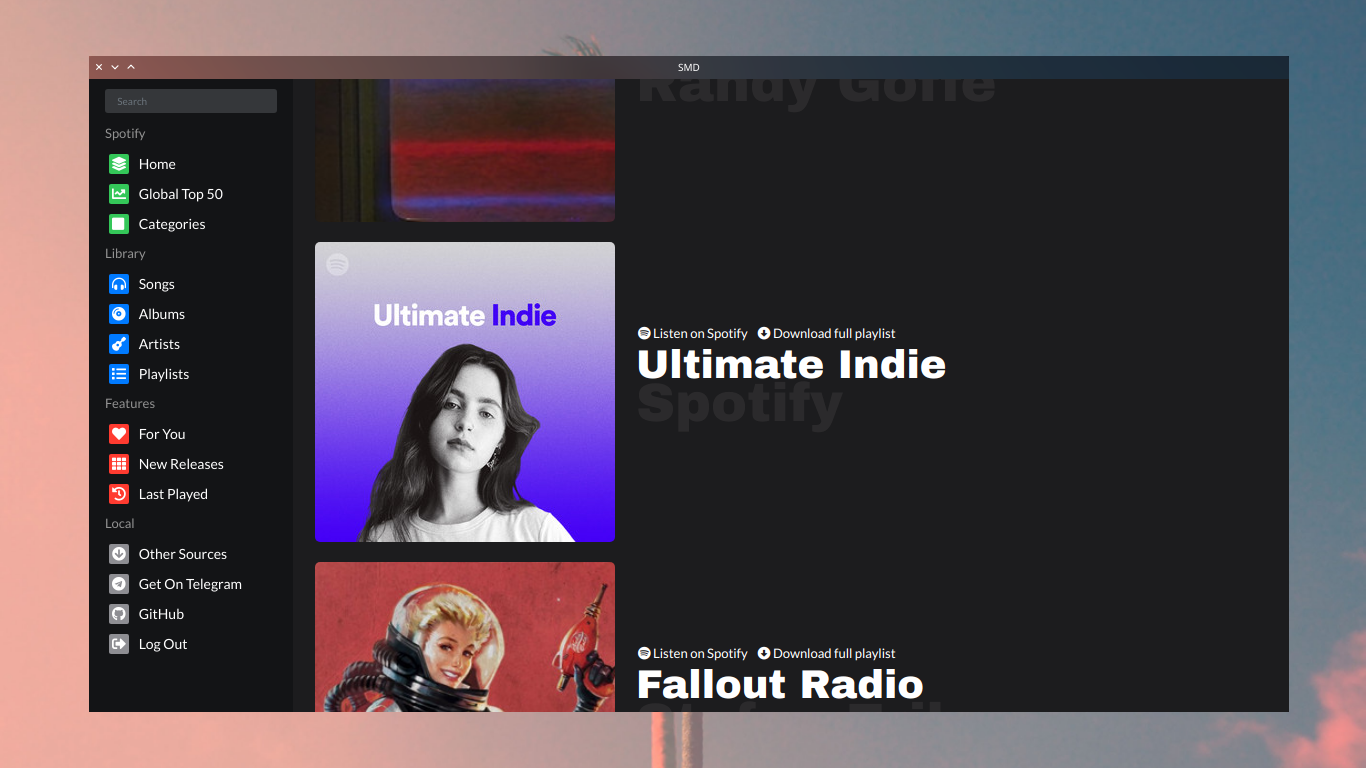 SMD
Search
Spotify
Home
Global Top 50
Categories
Library
Songs
Albums
Artists
Playlists
Features
For You
New Releases
Last Played
Local
Other Sources
Get On Telegram
GitHub
Log Out
Randy Goffe
Ultimate Indie
Listen on Spotify Download full playlist
Ultimate Indie
Spotify
Listen on Spotify Download full playlist
Fallout Radio